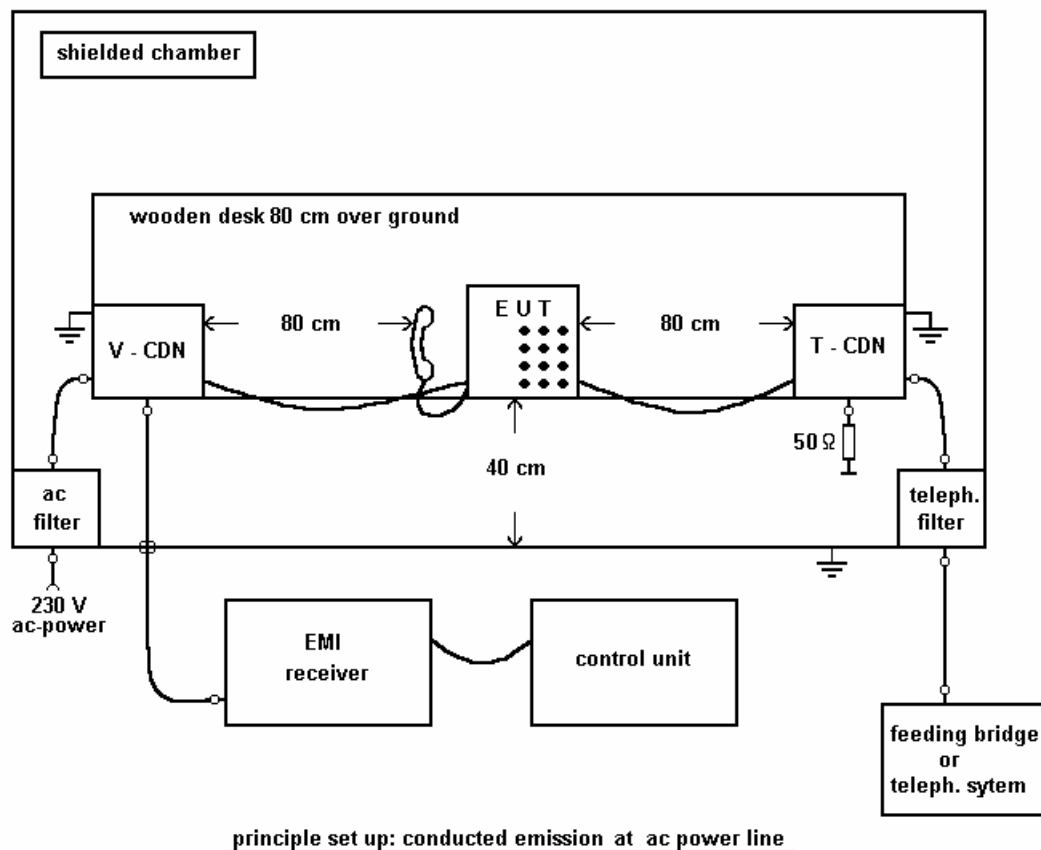 shielded chamber
wooden desk 80 cm over ground
V - CDN
80 cm
E U T
80 cm
T - CDN
40 cm
50 Ω
ac
filter
teleph.
filter
230 V
ac-power
EMI
receiver
control unit
feeding bridge
or
teleph. sytem
principle set up: conducted emission at ac power line